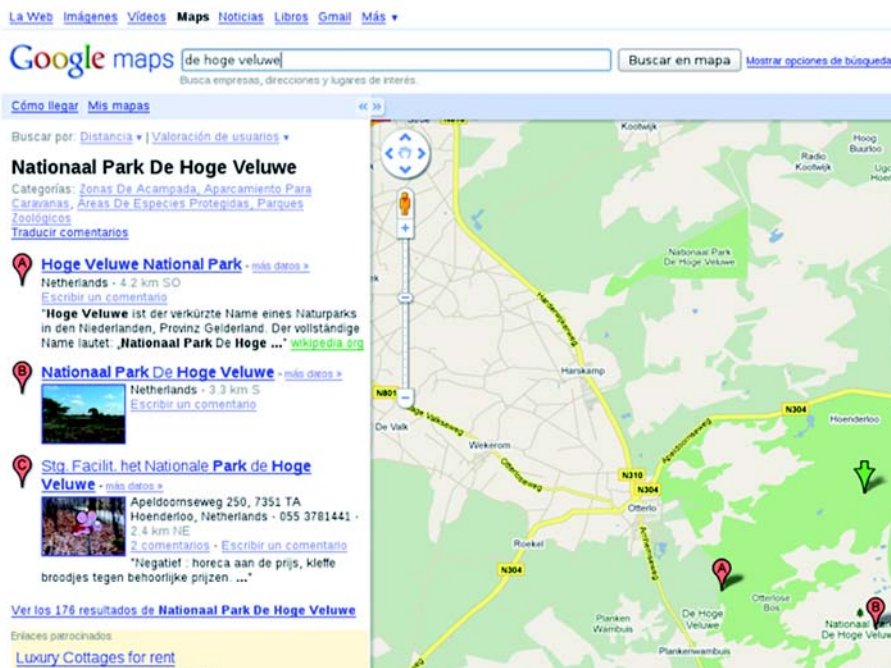 La Web Imágenes Vídeos Maps Noticias Libros Gmail Más ▼
Google maps de hoge veluwe Buscar en mapa Mostrar opciones de búsqueda
Busca empresas, direcciones y lugares de interés.
Cómo llegar Mis mapas « »
Buscar por: Distancia ▼ | Valoración de usuarios ▼
Nationaal Park De Hoge Veluwe
Categorías: Zonas De Acampada, Aparcamiento Para
Caravanas, Áreas De Especies Protegidas, Parques
Zoológicos
Traducir comentarios
A Hoge Veluwe National Park - más datos »
Netherlands - 4.2 km SO
Escribir un comentario
"Hoge Veluwe ist der verkürzte Name eines Naturparks
in den Niederlanden, Provinz Gelderland. Der vollständige
Name lautet: „Nationaal Park De Hoge ..." wikipedia.org
B Nationaal Park De Hoge Veluwe - más datos »
Netherlands - 3.3 km S
Escribir un comentario
C Stg. Facilit. het Nationale Park de Hoge
Veluwe - más datos »
Apeldoornseweg 250, 7351 TA
Hoenderloo, Netherlands - 055 3781441 -
2.4 km NE
2 comentarios - Escribir un comentario
"Negatief : horeca aan de prijs, kleffe
broodjes tegen behoorlijke prijzen. ..."
Ver los 176 resultados de Nationaal Park De Hoge Veluwe
Enlaces patrocinados
Luxury Cottages for rent
Kootwijk
Hoog
Buurloo
Radio
Kootwijk
Nationaal Park
De Hoge Veluwe
Harderwijkerweg
Harskamp
N801
De Valk
Wekerom
Otterloseweg
Apeldoornseweg
N304
Hoenderloo
N310
N304
Otterlo
Arnhemseweg
Roekel
N304
A
Otterlose
Bos
B
De Hoge
Veluwe
Planken
Wambuis
Plankenwambuis
De Hoge